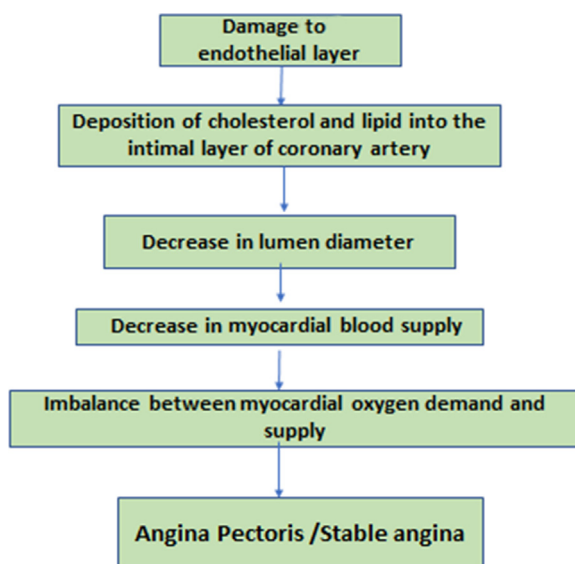 Damage to
endothelial layer
Deposition of cholesterol and lipid into the
intimal layer of coronary artery
Decrease in lumen diameter
Decrease in myocardial blood supply
Imbalance between myocardial oxygen demand and
supply
Angina Pectoris /Stable angina